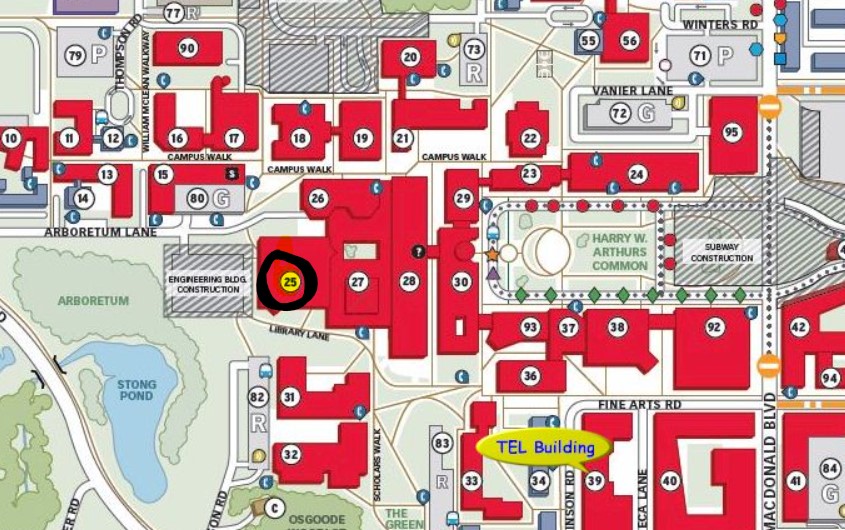 77 R
WINTERS RD
79 P
THOMPSON RD
WILLIAM MCLEAN WALKWAY
90
20
73
R
55
56
71 P
VANIER LANE
72 G
10
11
12
16
17
18
19
21
22
95
CAMPUS WALK
CAMPUS WALK
CAMPUS WALK
13
15
S
14
80 G
26
29
23
24
ARBORETUM LANE
ENGINEERING BLDG.
CONSTRUCTION
25
27
28
?
30
HARRY W.
ARTHURS
COMMON
SUBWAY
CONSTRUCTION
ARBORETUM
LIBRARY LANE
93
37
38
92
42
STONG
POND
82
R
31
36
94
FINE ARTS RD
32
SCHOLARS WALK
83
R
33
TEL Building
34
39
40
41
84
G
C
OSGOODE
THE
GREEN